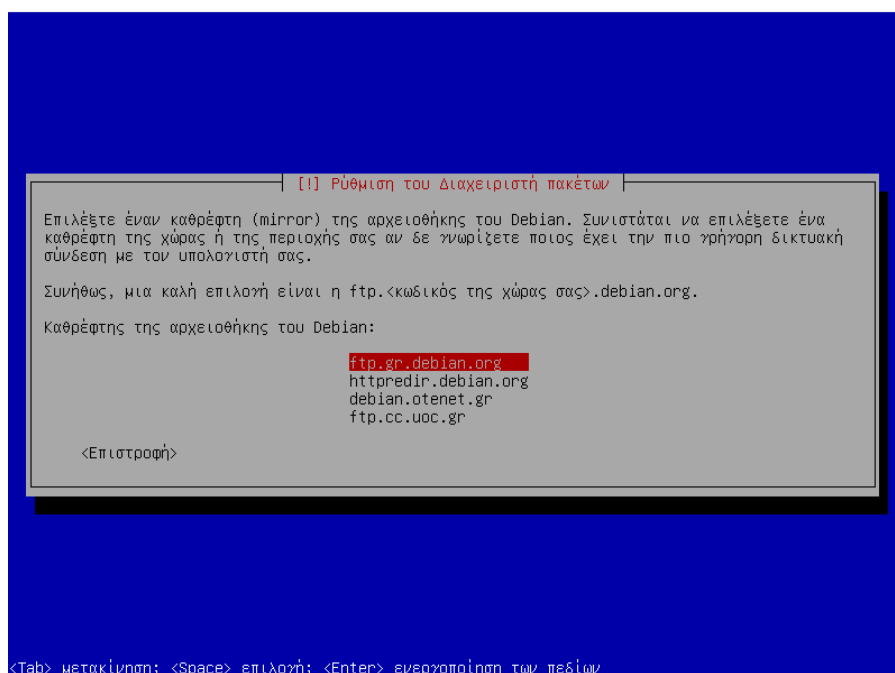 [!] Ρύθμιση του Διαχειριστή πακέτων
Επιλέξτε έναν καθρέφτη (mirror) της αρχειοθήκης του Debian. Συνιστάται να επιλέξετε ένα
καθρέφτη της χώρας ή της περιοχής σας αν δε γνωρίζετε ποιος έχει την πιο γρήγορη δικτυακή
σύνδεση με τον υπολογιστή σας.
Συνήθως, μια καλή επιλογή είναι η ftp.<κωδικός της χώρας σας>.debian.org.
Καθρέφτης της αρχειοθήκης του Debian:
ftp.gr.debian.org
httpredir.debian.org
debian.otenet.gr
ftp.cc.uoc.gr
<Επιστροφή>
<Tab> μετακίνηση; <Space> επιλογή; <Enter> ενεργοποίηση των πεδίων